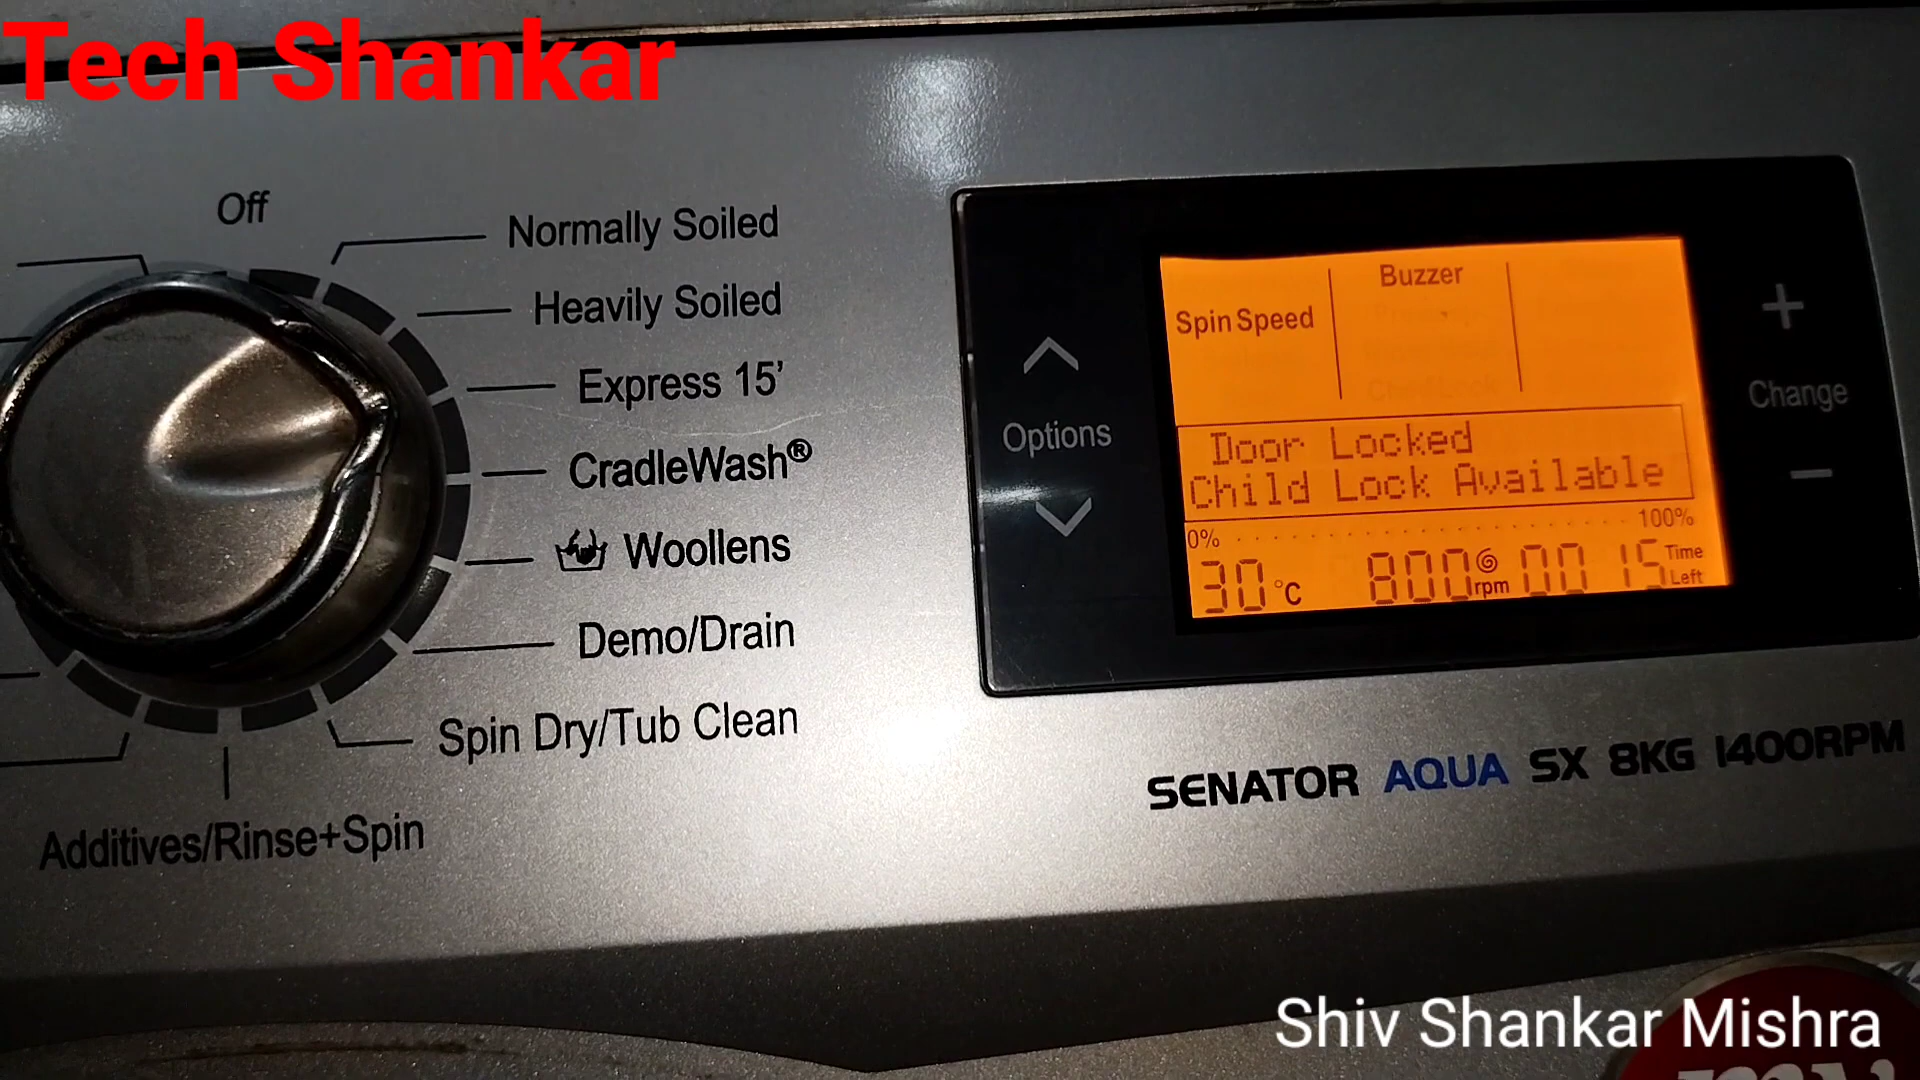 Tech Shankar
Off
Normally Soiled
Heavily Soiled
Express 15’
CradleWash®
Woollens
Demo/Drain
Spin Dry/Tub Clean
Additives/Rinse+Spin
Options
Spin Speed
Buzzer
Door Locked
Child Lock Available
0% 100%
30 °C 800 rpm 00 15 Time Left
+
Change
−
SENATOR AQUA SX 8KG 1400RPM
Shiv Shankar Mishra